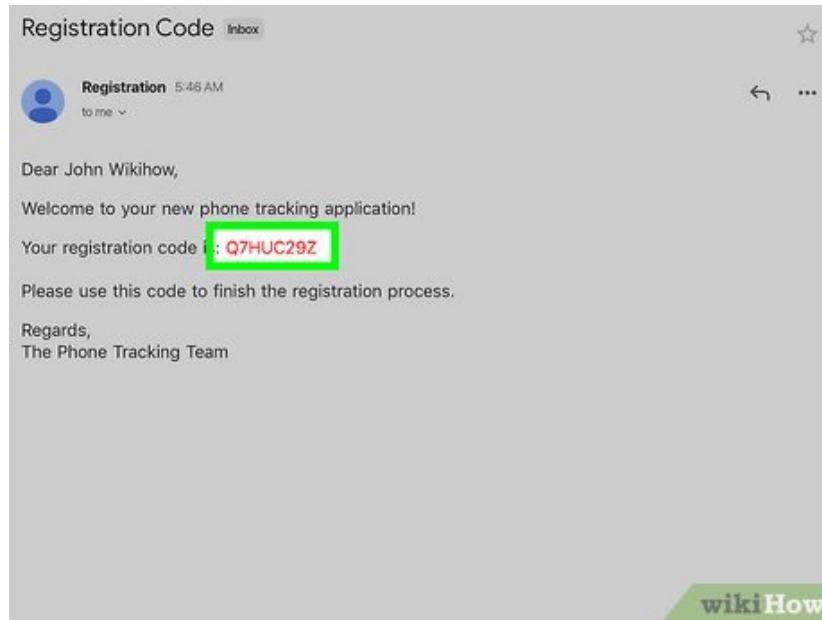 Registration Code Inbox
Registration 5:46 AM
to me
Dear John Wikihow,
Welcome to your new phone tracking application!
Your registration code is: Q7HUC29Z
Please use this code to finish the registration process.
Regards,
The Phone Tracking Team
wikiHow